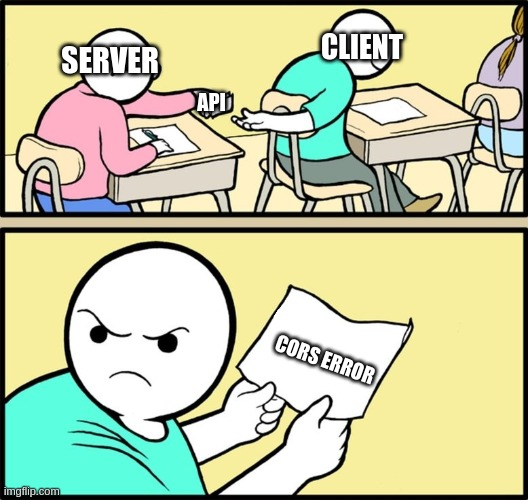 SERVER
CLIENT
API
CORS ERROR
imgflip.com